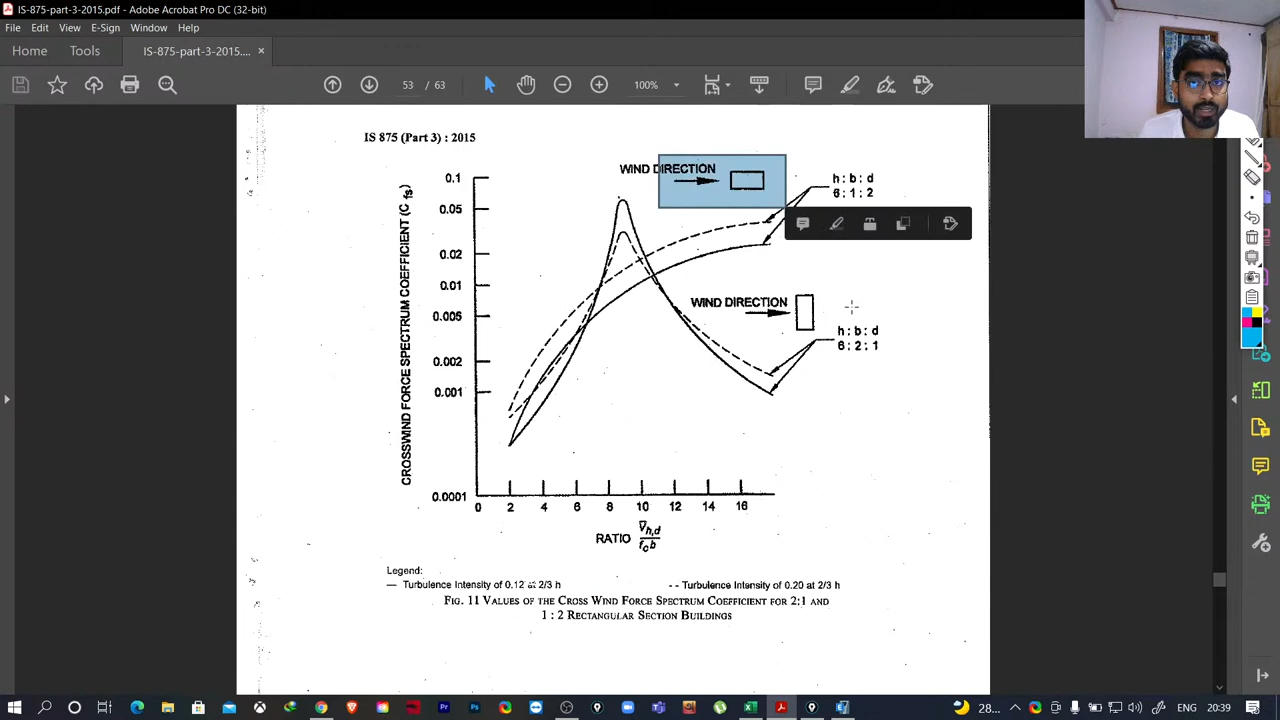 IS-875-part-3-2015.pdf - Adobe Acrobat Pro DC (32-bit)
File Edit View E-Sign Window Help
Home Tools IS-875-part-3-2015.... ×
53 / 63 100%
IS 875 (Part 3) : 2015
WIND DIRECTION
h : b : d
6 : 1 : 2
WIND DIRECTION
h : b : d
6 : 2 : 1
CROSSWIND FORCE SPECTRUM COEFFICIENT (C fs)
0.1
0.05
0.02
0.01
0.005
0.002
0.001
0.0001
0 2 4 6 8 10 12 14 16
RATIO V̄h,d / fc b
Legend:
— Turbulence Intensity of 0.12 at 2/3 h - - Turbulence Intensity of 0.20 at 2/3 h
FIG. 11 VALUES OF THE CROSS WIND FORCE SPECTRUM COEFFICIENT FOR 2:1 AND
1 : 2 RECTANGULAR SECTION BUILDINGS
28... ENG 20:39